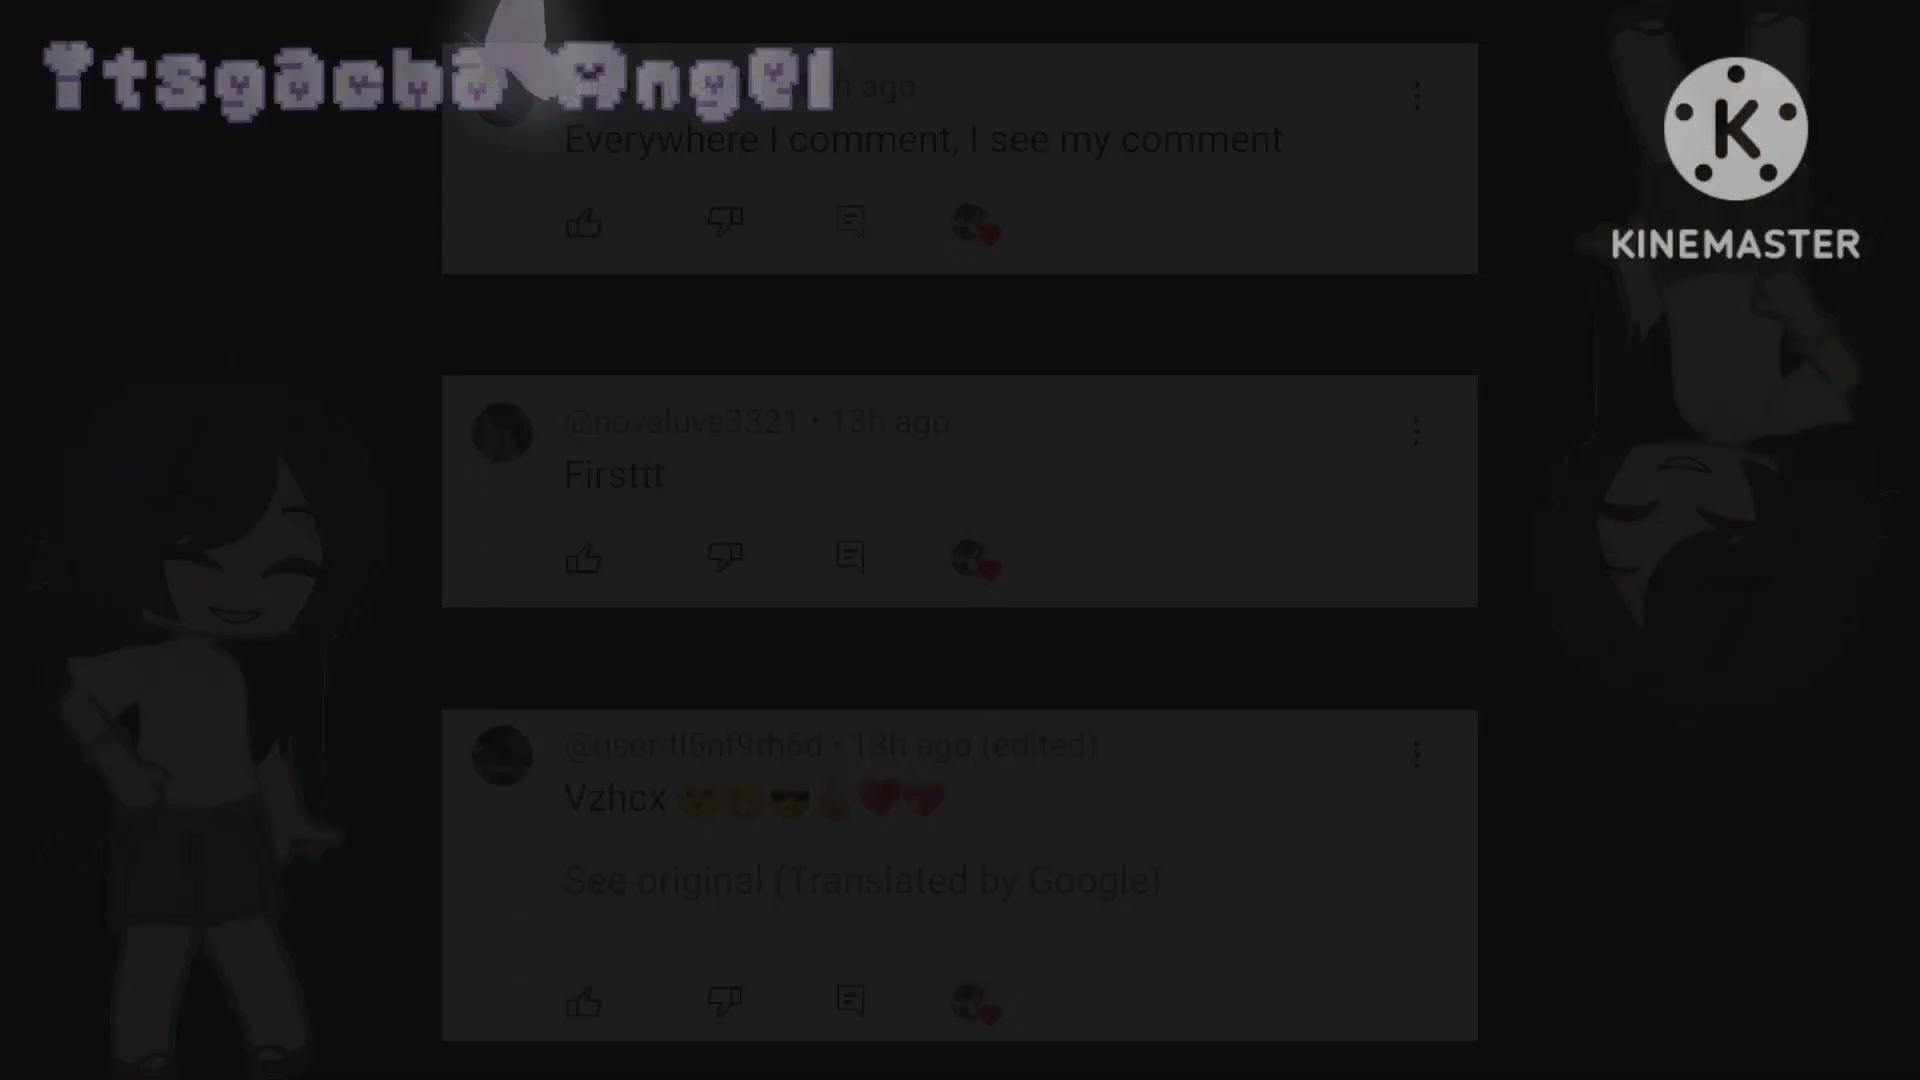 Itsgacha Angel
h ago
Everywhere I comment, I see my comment
K
KINEMASTER
@novaluvs3321 • 13h ago
Firsttt
@user-tl5nf9rh6d • 13h ago (edited)
Vzhcx 😗😁😎🤞❤️💝
See original (Translated by Google)